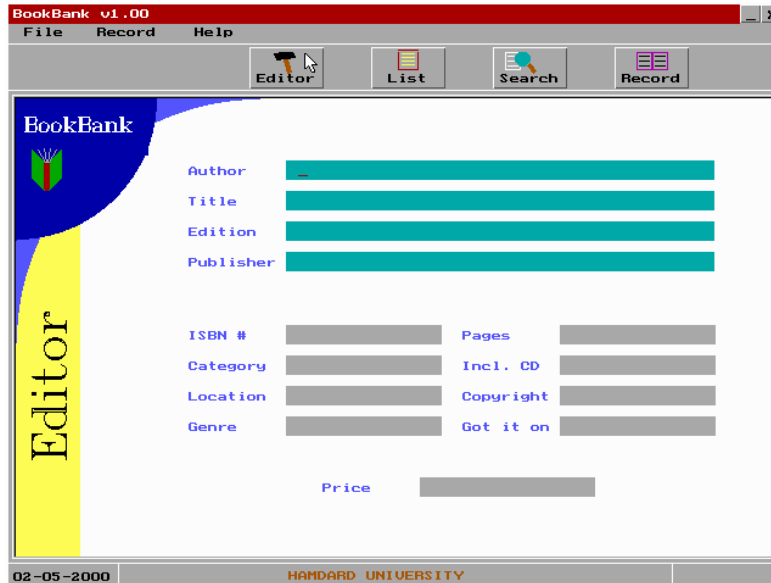 BookBank v1.00
File Record Help
Editor List Search Record
BookBank
Author
Title
Edition
Publisher
ISBN # Pages
Category Incl. CD
Location Copyright
Genre Got it on
Price
Editor
02-05-2000 HAMDARD UNIVERSITY